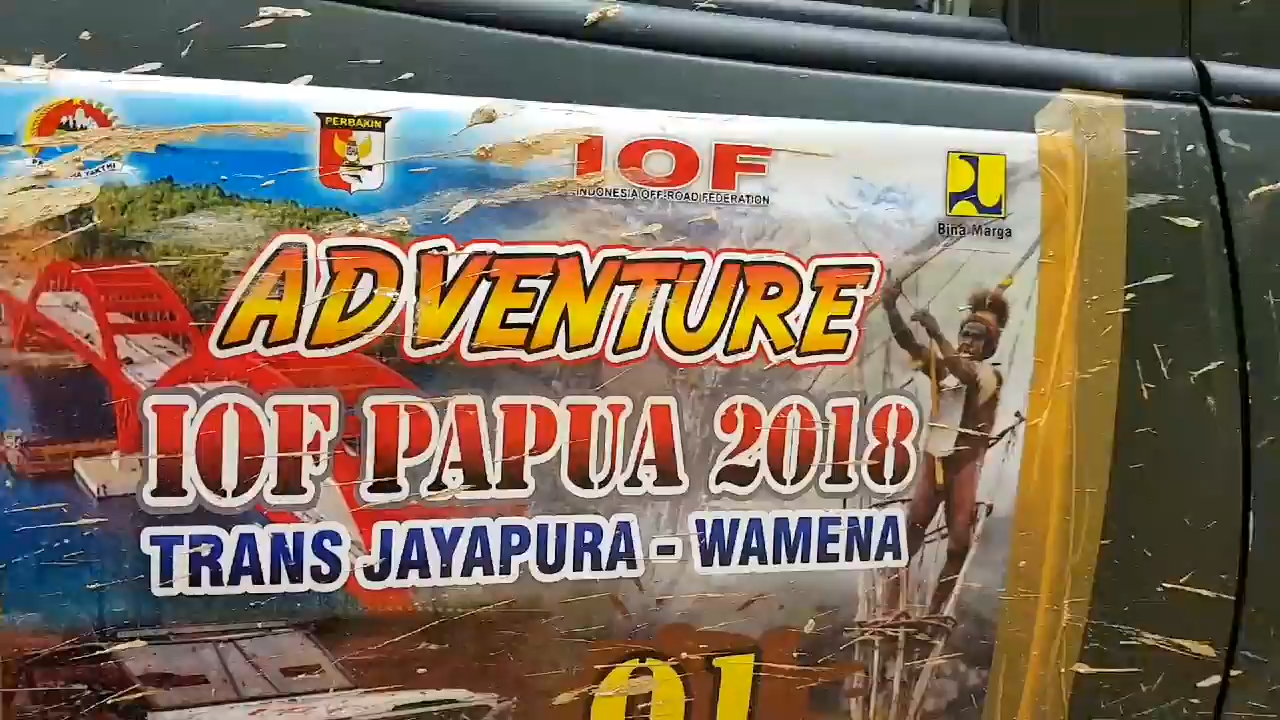 PERBAKIN
IOF
INDONESIA OFF-ROAD FEDERATION
Bina Marga
ADVENTURE
IOF PAPUA 2018
TRANS JAYAPURA - WAMENA
01